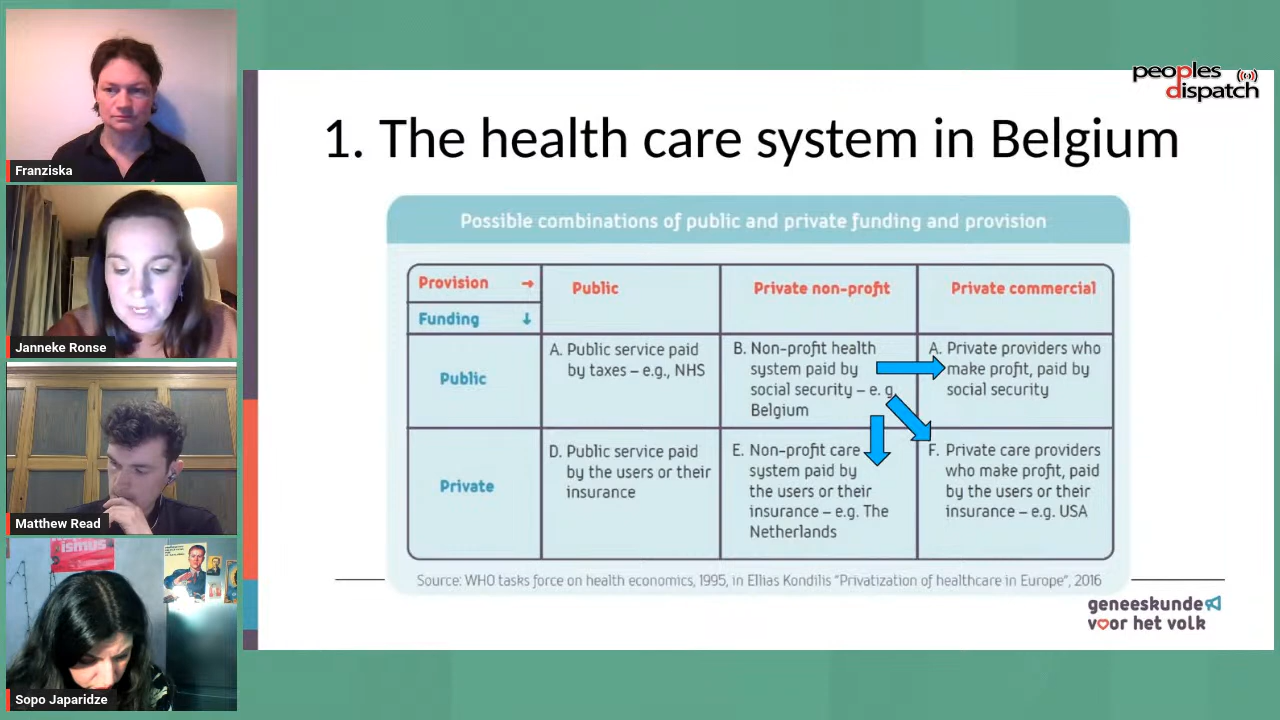 peoples
dispatch
Franziska
Janneke Ronse
Matthew Read
ismus
Sopo Japaridze
1. The health care system in Belgium
Possible combinations of public and private funding and provision
Provision →
Funding ↓
Public
Private non-profit
Private commercial
Public
A. Public service paid
by taxes – e.g., NHS
B. Non-profit health
system paid by
social security – e. g.
Belgium
A. Private providers who
make profit, paid by
social security
Private
D. Public service paid
by the users or their
insurance
E. Non-profit care
system paid by
the users or their
insurance – e.g. The
Netherlands
F. Private care providers
who make profit, paid
by the users or their
insurance – e.g. USA
Source: WHO tasks force on health economics, 1995, in Ellias Kondilis "Privatization of healthcare in Europe", 2016
geneeskunde
voor het volk